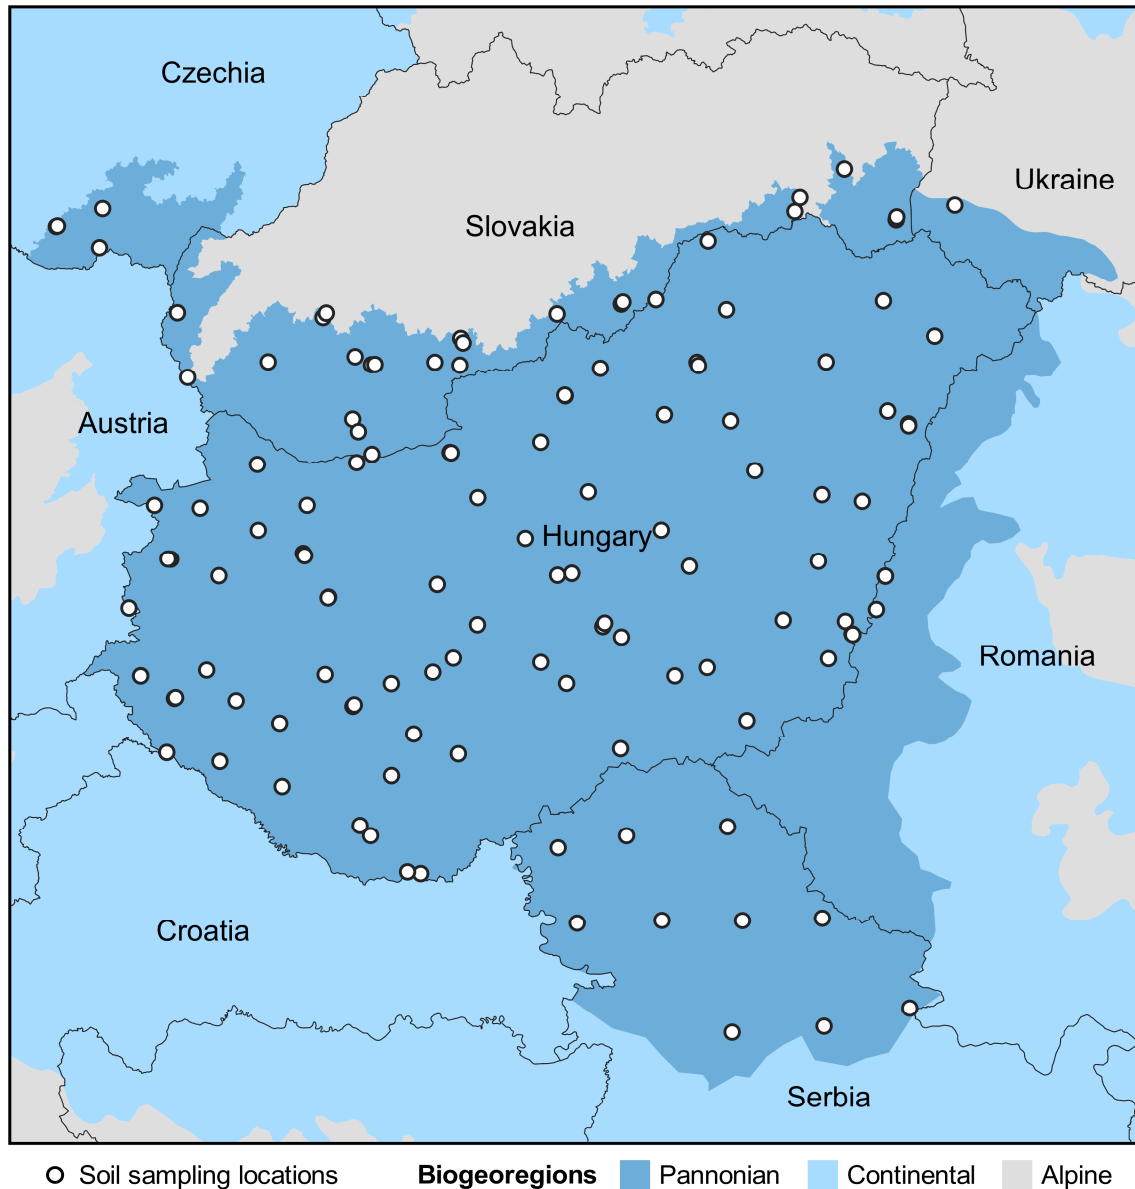 Czechia
Ukraine
Slovakia
Austria
Hungary
Romania
Croatia
Serbia
Soil sampling locations Biogeoregions Pannonian Continental Alpine